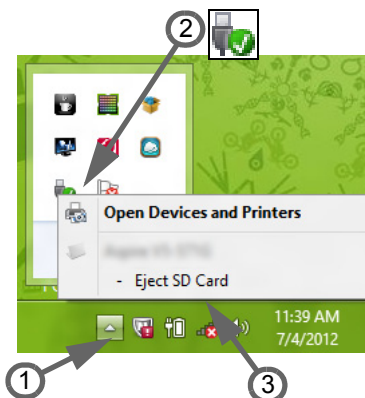 2
Open Devices and Printers
- Eject SD Card
11:39 AM
7/4/2012
1
3